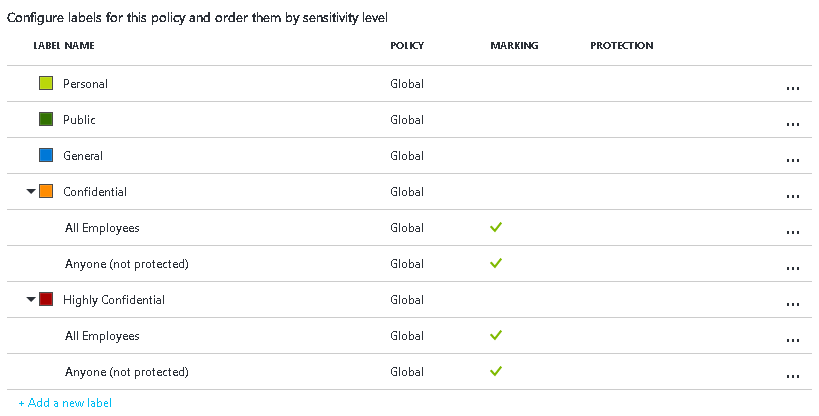 Configure labels for this policy and order them by sensitivity level
LABEL NAME POLICY MARKING PROTECTION
Personal Global ...
Public Global ...
General Global ...
Confidential Global ...
All Employees Global ...
Anyone (not protected) Global ...
Highly Confidential Global ...
All Employees Global ...
Anyone (not protected) Global ...
+ Add a new label